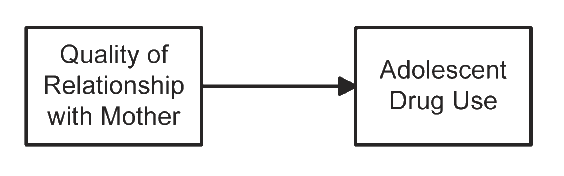 Quality of
Relationship
with Mother
Adolescent
Drug Use